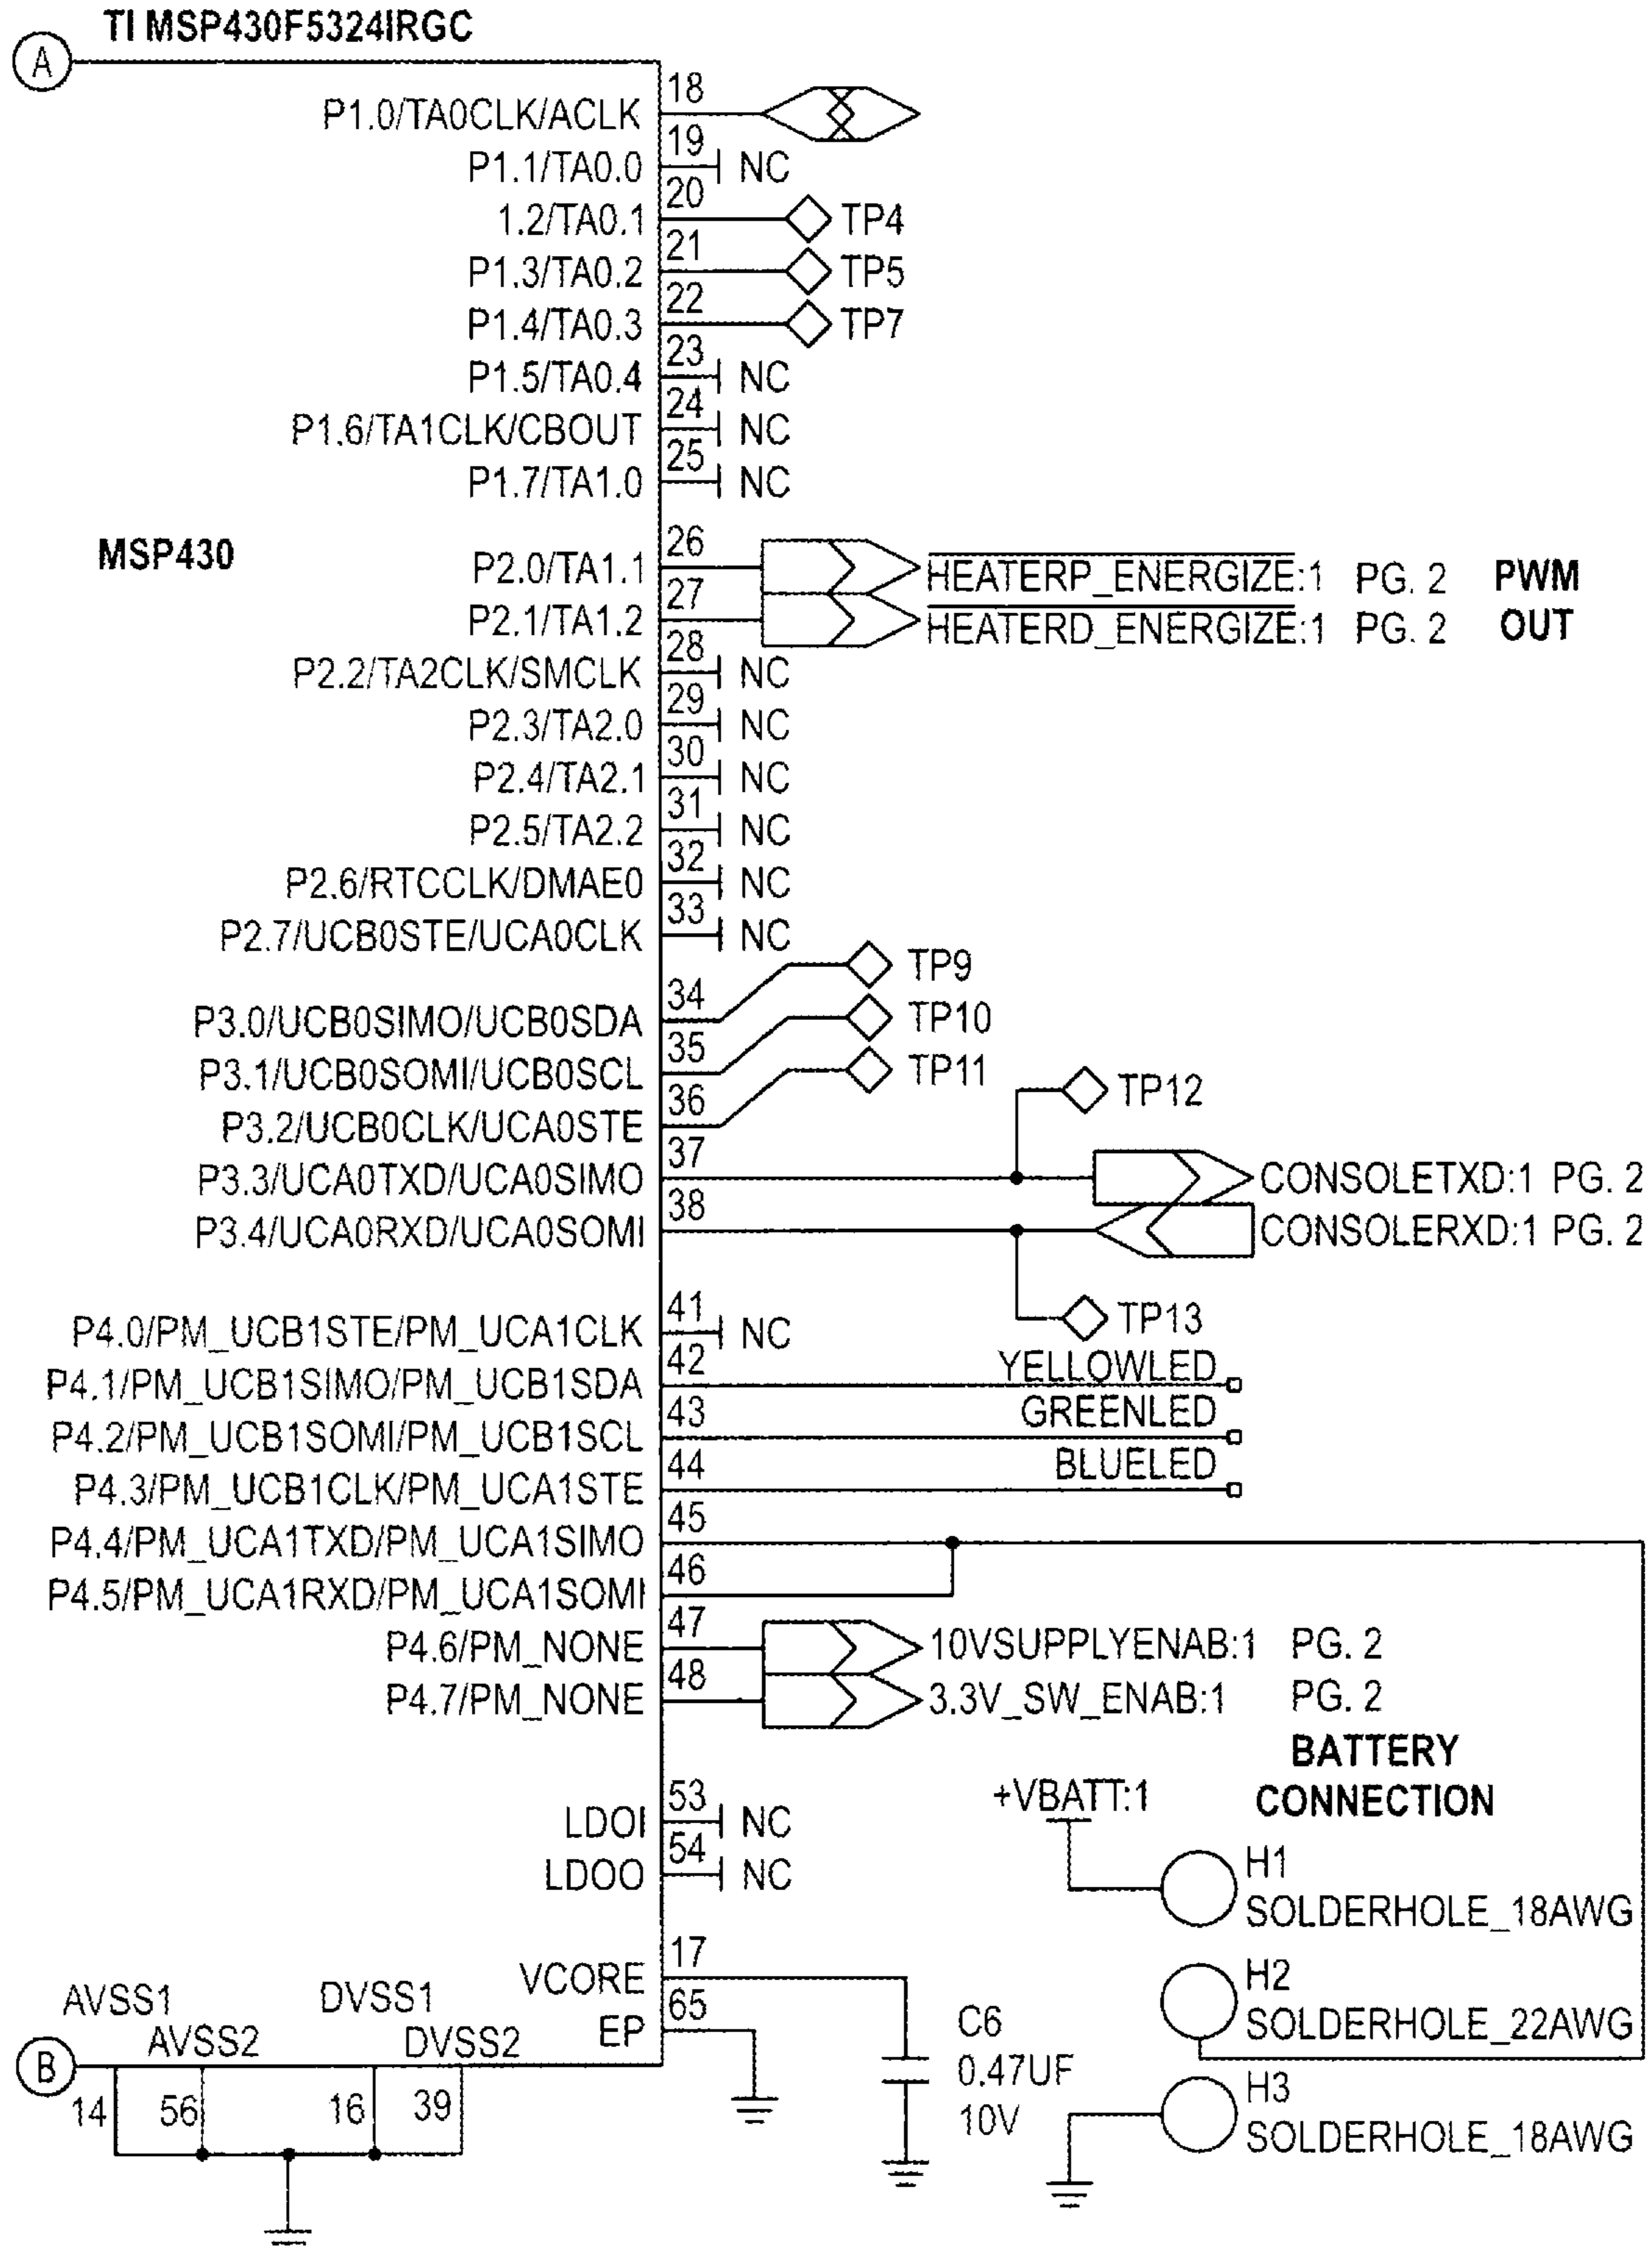 TI MSP430F5324IRGC
A
P1.0/TA0CLK/ACLK 18
P1.1/TA0.0 19 NC
1.2/TA0.1 20 TP4
P1.3/TA0.2 21 TP5
P1.4/TA0.3 22 TP7
P1.5/TA0.4 23 NC
P1.6/TA1CLK/CBOUT 24 NC
P1.7/TA1.0 25 NC
MSP430
P2.0/TA1.1 26 HEATERP_ENERGIZE:1 PG. 2 PWM
P2.1/TA1.2 27 HEATERD_ENERGIZE:1 PG. 2 OUT
P2.2/TA2CLK/SMCLK 28 NC
P2.3/TA2.0 29 NC
P2.4/TA2.1 30 NC
P2.5/TA2.2 31 NC
P2.6/RTCCLK/DMAE0 32 NC
P2.7/UCB0STE/UCA0CLK 33 NC
P3.0/UCB0SIMO/UCB0SDA 34 TP9
P3.1/UCB0SOMI/UCB0SCL 35 TP10
P3.2/UCB0CLK/UCA0STE 36 TP11
TP12
P3.3/UCA0TXD/UCA0SIMO 37 CONSOLETXD:1 PG. 2
P3.4/UCA0RXD/UCA0SOMI 38 CONSOLERXD:1 PG. 2
TP13
P4.0/PM_UCB1STE/PM_UCA1CLK 41 NC
P4.1/PM_UCB1SIMO/PM_UCB1SDA 42 YELLOWLED
P4.2/PM_UCB1SOMI/PM_UCB1SCL 43 GREENLED
P4.3/PM_UCB1CLK/PM_UCA1STE 44 BLUELED
P4.4/PM_UCA1TXD/PM_UCA1SIMO 45
P4.5/PM_UCA1RXD/PM_UCA1SOMI 46
P4.6/PM_NONE 47 10VSUPPLYENAB:1 PG. 2
P4.7/PM_NONE 48 3.3V_SW_ENAB:1 PG. 2
BATTERY
CONNECTION
+VBATT:1
LDOI 53 NC
LDOO 54 NC
H1
SOLDERHOLE_18AWG
VCORE 17
EP 65
H2
SOLDERHOLE_22AWG
AVSS1 DVSS1
AVSS2 DVSS2
B
14 56 16 39
C6
0.47UF
10V
H3
SOLDERHOLE_18AWG